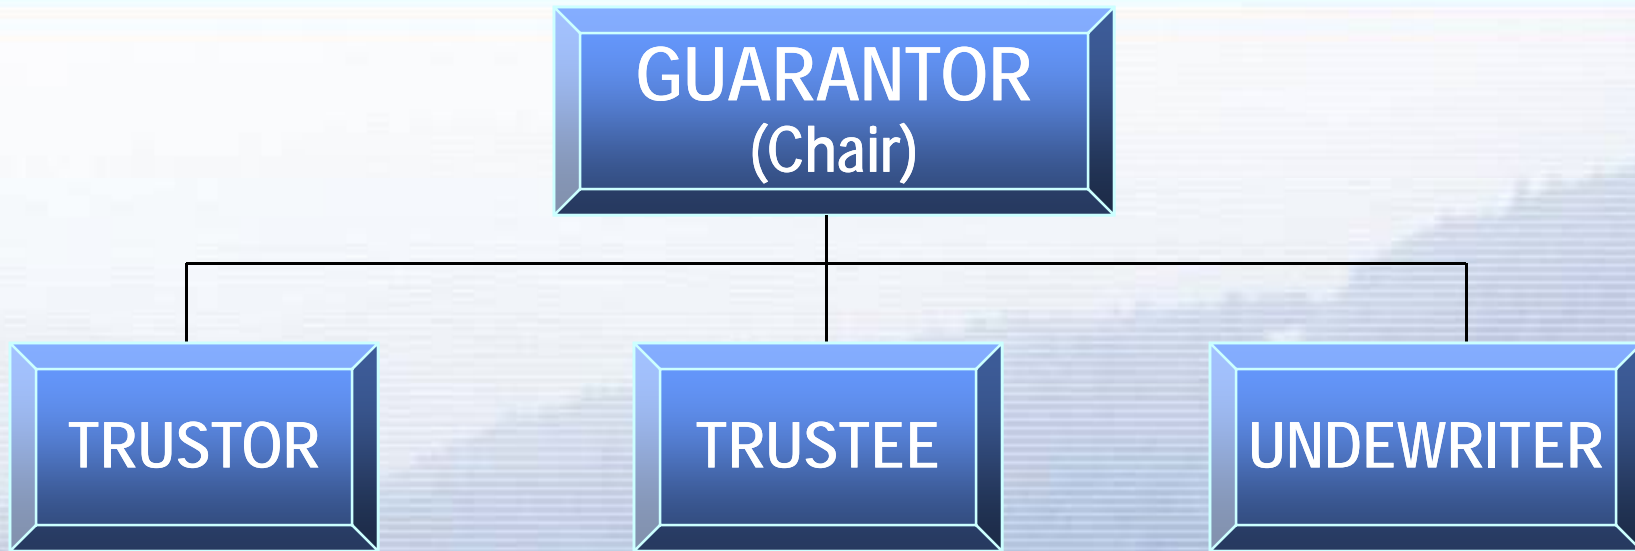 GUARANTOR
(Chair)
TRUSTOR
TRUSTEE
UNDEWRITER